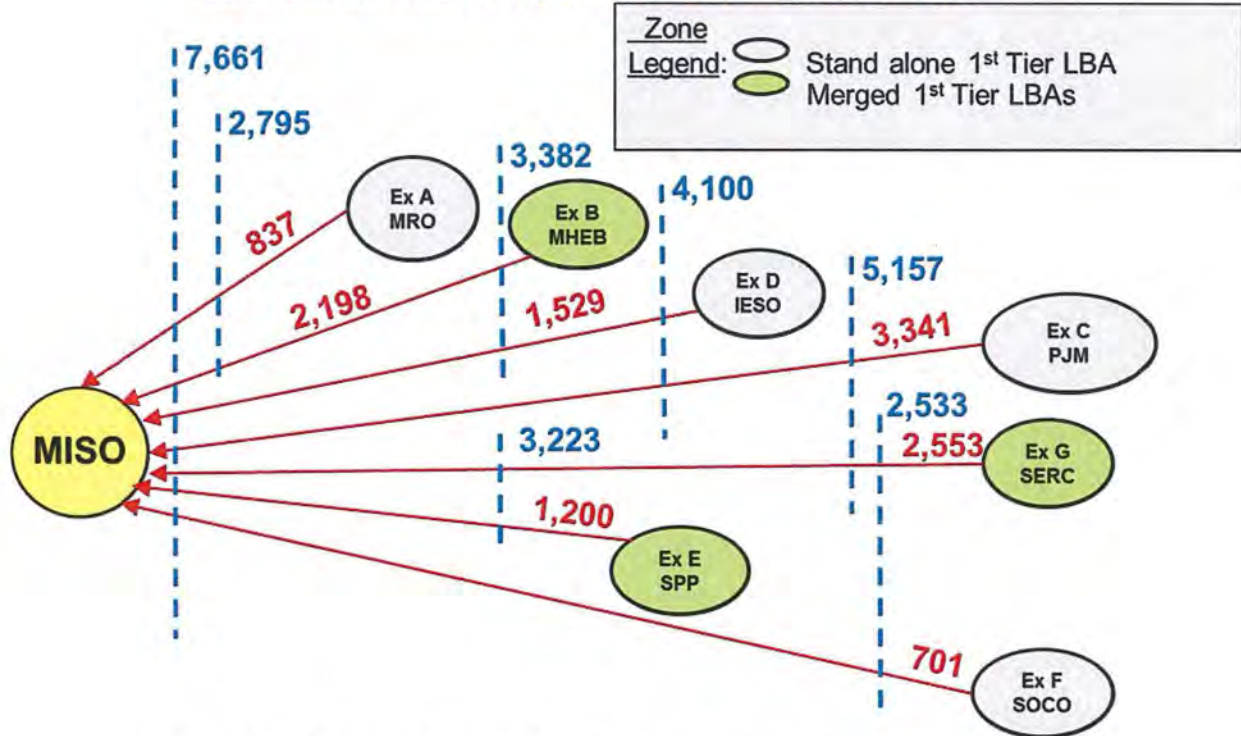 Zone
Legend:
Stand alone 1st Tier LBA
Merged 1st Tier LBAs
7,661
2,795
3,382
4,100
5,157
2,533
3,223
Ex A
MRO
837
Ex B
MHEB
2,198
Ex D
IESO
1,529
Ex C
PJM
3,341
MISO
Ex G
SERC
2,553
Ex E
SPP
1,200
Ex F
SOCO
701